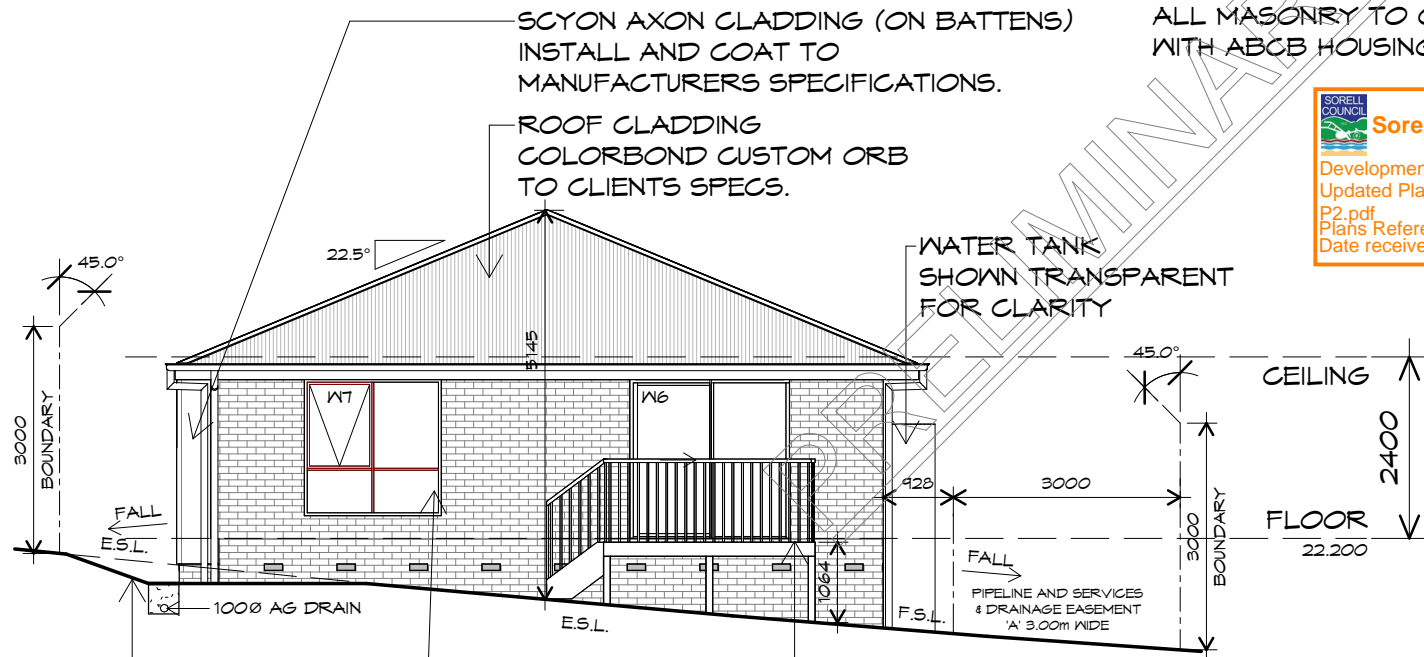 SCYON AXON CLADDING (ON BATTENS)
INSTALL AND COAT TO
MANUFACTURERS SPECIFICATIONS.
ALL MASONRY TO
WITH ABCB HOUSING
ROOF CLADDING
COLORBOND CUSTOM ORB
TO CLIENTS SPECS.
SORELL
COUNCIL
Sore
Developmen
Updated Pla
P2.pdf
Plans Refere
Date receive
WATER TANK
SHOWN TRANSPARENT
FOR CLARITY
PRELIMINAR
22.5°
45.0°
45.0°
5145
3000
BOUNDARY
W7
W6
CEILING
2400
FLOOR
22.200
928
3000
3000
BOUNDARY
FALL
E.S.L.
1064
FALL
PIPELINE AND SERVICES
& DRAINAGE EASEMENT
'A' 3.00m WIDE
100Ø AG DRAIN
E.S.L.
F.S.L.